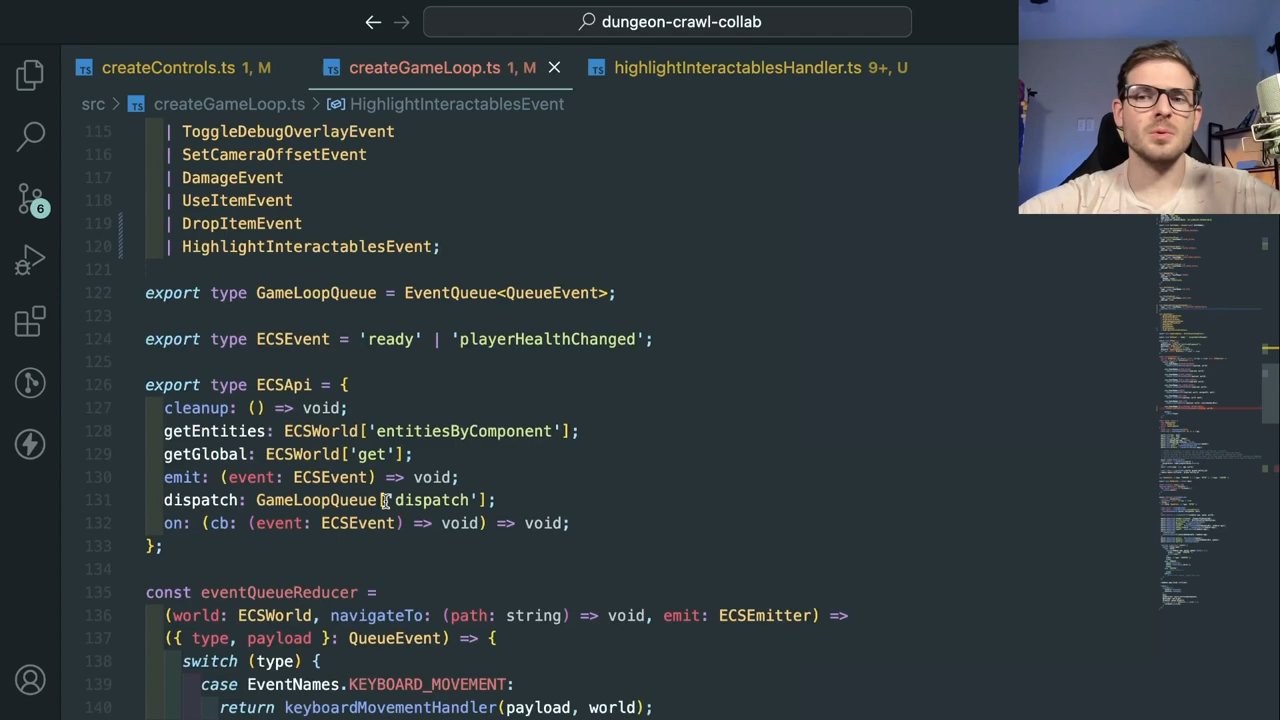 dungeon-crawl-collab
TS createControls.ts 1, M
TS createGameLoop.ts 1, M
TS highlightInteractablesHandler.ts 9+, U
src > TS createGameLoop.ts > HighlightInteractablesEvent
115 | ToggleDebugOverlayEvent
116 | SetCameraOffsetEvent
117 | DamageEvent
118 | UseItemEvent
119 | DropItemEvent
120 | HighlightInteractablesEvent;
121
122 export type GameLoopQueue = EventQueue<QueueEvent>;
123
124 export type ECSEvent = 'ready' | 'playerHealthChanged';
125
126 export type ECSApi = {
127 cleanup: () => void;
128 getEntities: ECSWorld['entitiesByComponent'];
129 getGlobal: ECSWorld['get'];
130 emit: (event: ECSEvent) => void;
131 dispatch: GameLoopQueue['dispatch'];
132 on: (cb: (event: ECSEvent) => void) => void;
133 };
134
135 const eventQueueReducer =
136 (world: ECSWorld, navigateTo: (path: string) => void, emit: ECSEmitter) =>
137 ({ type, payload }: QueueEvent) => {
138 switch (type) {
139 case EventNames.KEYBOARD_MOVEMENT:
140 return keyboardMovementHandler(payload, world);
6